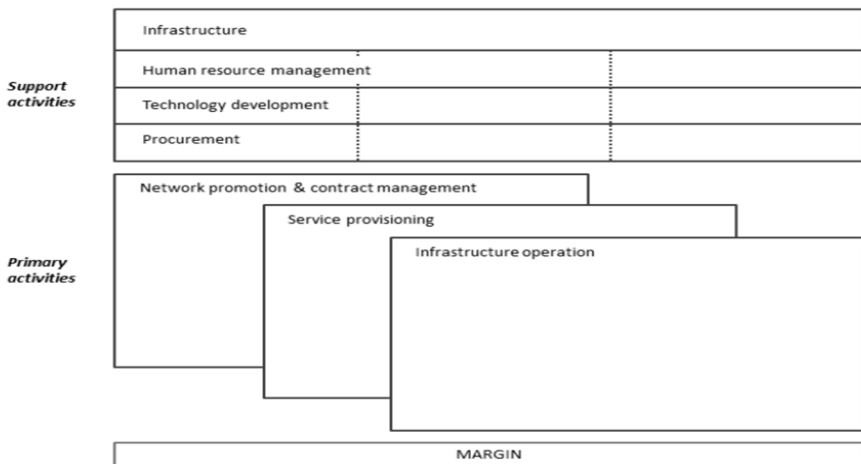 Infrastructure
Support
activities
Human resource management
Technology development
Procurement
Network promotion & contract management
Service provisioning
Infrastructure operation
Primary
activities
MARGIN